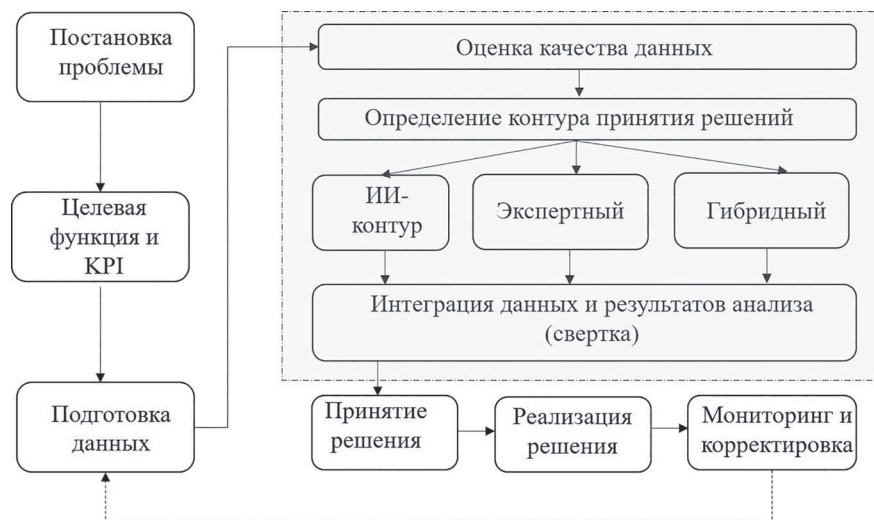 Постановка
проблемы
Целевая
функция и
KPI
Подготовка
данных
Оценка качества данных
Определение контура принятия решений
ИИ-
контур
Экспертный
Гибридный
Интеграция данных и результатов анализа
(свертка)
Принятие
решения
Реализация
решения
Мониторинг и
корректировка